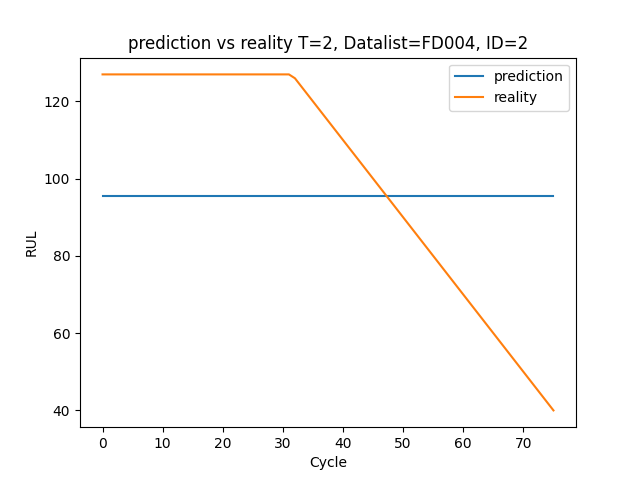 prediction vs reality T=2, Datalist=FD004, ID=2
prediction
reality
RUL
120
100
80
60
40
0 10 20 30 40 50 60 70
Cycle